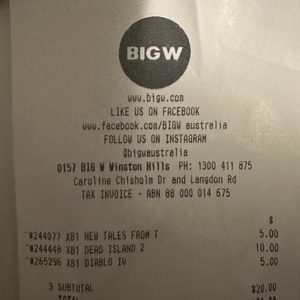 BIG W
www.bigw.com
LIKE US ON FACEBOOK
www.facebook.com/BIGW australia
FOLLOW US ON INSTAGRAM
@bigwaustralia
0157 BIG W Winston Hills PH: 1300 411 875
Caroline Chisholm Dr and Langdon Rd
TAX INVOICE - ABN 88 000 014 675
$
~#244077 XB1 NEW TALES FROM T 5.00
~#244448 XB1 DEAD ISLAND 2 10.00
~#265296 XB1 DIABLO IV 5.00
3 SUBTOTAL $20.00
TOTAL